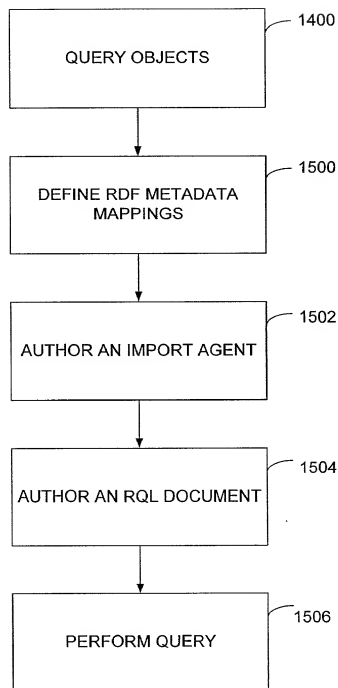 1400
QUERY OBJECTS
1500
DEFINE RDF METADATA
MAPPINGS
1502
AUTHOR AN IMPORT AGENT
1504
AUTHOR AN RQL DOCUMENT
1506
PERFORM QUERY